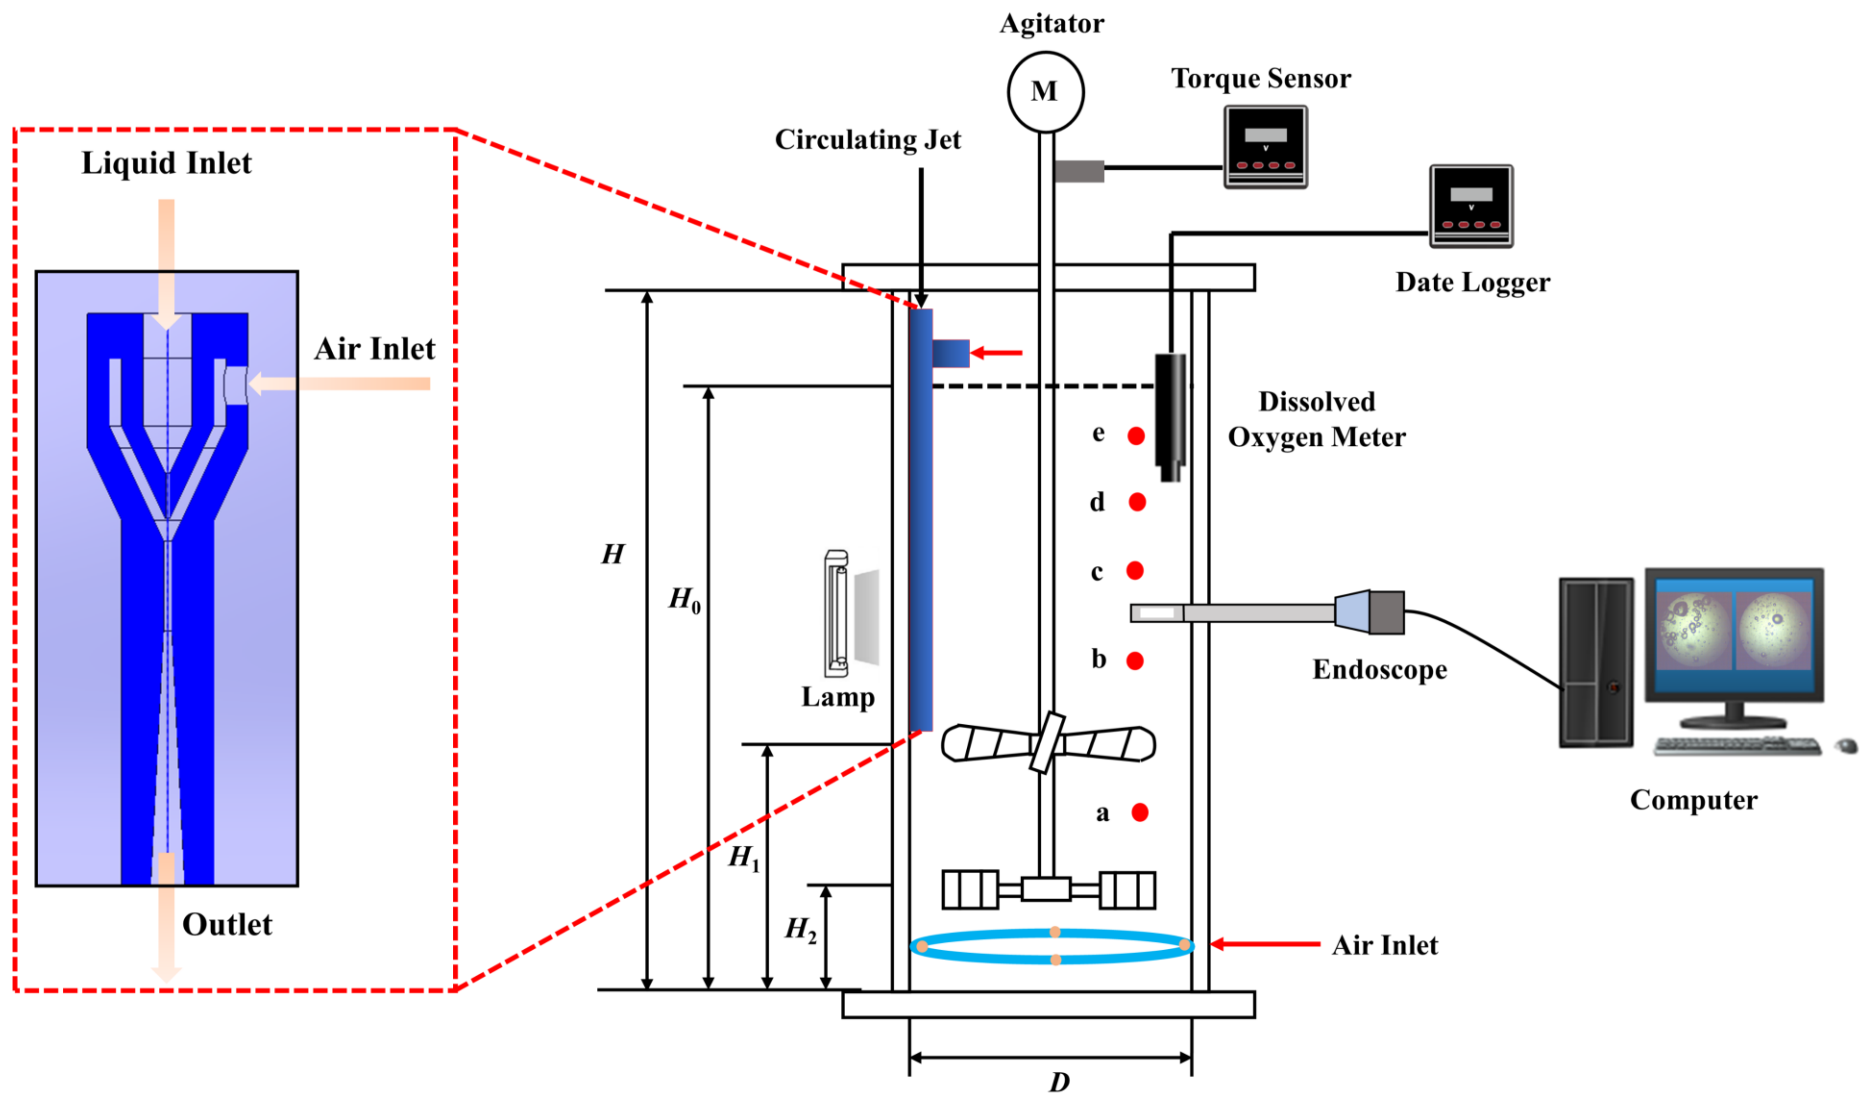 Agitator
M
Torque Sensor
v
Circulating Jet
Liquid Inlet
v
Date Logger
Air Inlet
Dissolved
Oxygen Meter
e
d
c
b
a
H
H0
H1
H2
Lamp
Endoscope
Computer
Outlet
Air Inlet
D